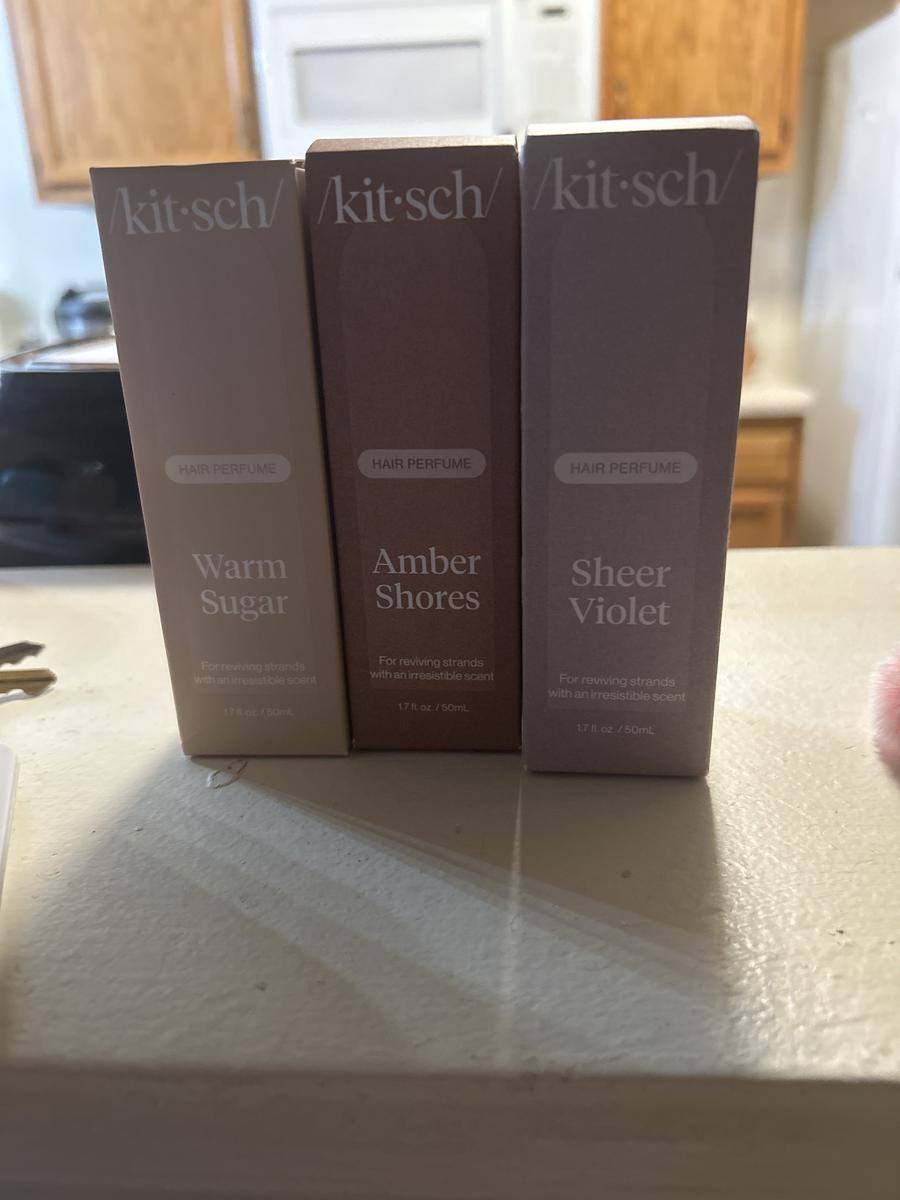 /kit·sch/
HAIR PERFUME
Warm
Sugar
For reviving strands
with an irresistible scent
1.7 fl. oz. / 50mL
/kit·sch/
HAIR PERFUME
Amber
Shores
For reviving strands
with an irresistible scent
1.7 fl. oz. / 50mL
/kit·sch/
HAIR PERFUME
Sheer
Violet
For reviving strands
with an irresistible scent
1.7 fl. oz. / 50mL